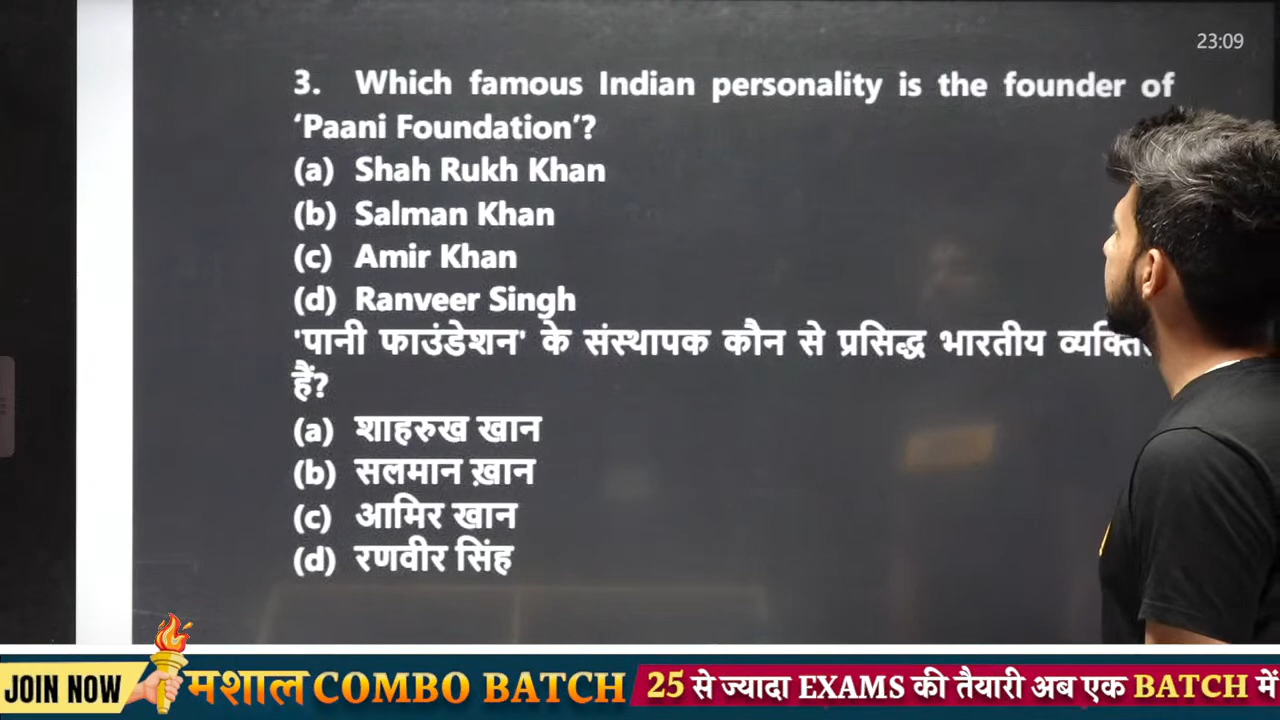 23:09
3. Which famous Indian personality is the founder of
‘Paani Foundation’?
(a) Shah Rukh Khan
(b) Salman Khan
(c) Amir Khan
(d) Ranveer Singh
'पानी फाउंडेशन' के संस्थापक कौन से प्रसिद्ध भारतीय
हैं?
(a) शाहरुख खान
(b) सलमान ख़ान
(c) आमिर खान
(d) रणवीर सिंह
JOIN NOW मशाल COMBO BATCH 25 से ज्यादा EXAMS की तैयारी अब एक BATCH में